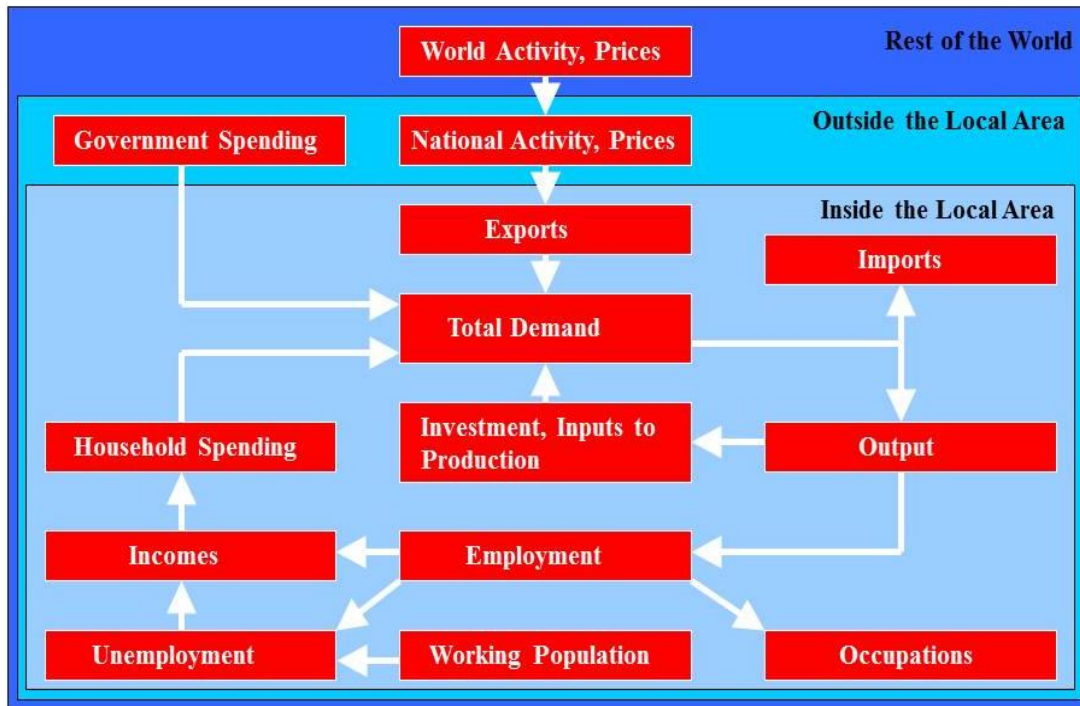 Rest of the World
World Activity, Prices
Outside the Local Area
Government Spending
National Activity, Prices
Inside the Local Area
Exports
Imports
Total Demand
Household Spending
Investment, Inputs to
Production
Output
Incomes
Employment
Unemployment
Working Population
Occupations